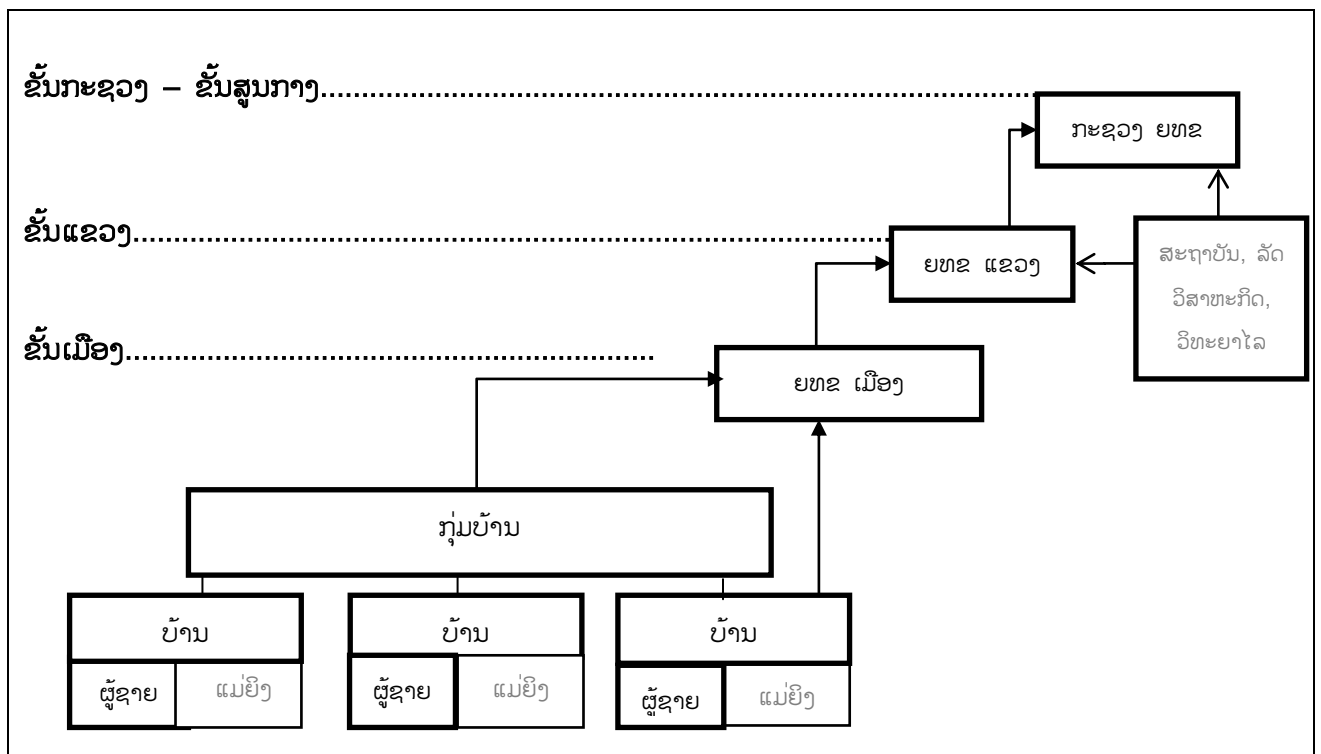 ຂັ້ນກະຊວງ – ຂັ້ນສູນກາງ........................................................................................
ກະຊວງ ຍທຂ
ຂັ້ນແຂວງ.............................................................................................
ຍທຂ ແຂວງ
ສະຖາບັນ, ລັດ
ວິສາຫະກິດ,
ວິທະຍາໄລ
ຂັ້ນເມືອງ.................................................................
ຍທຂ ເມືອງ
ກຸ່ມບ້ານ
ບ້ານ
ບ້ານ
ບ້ານ
ຜູ້ຊາຍ
ແມ່ຍິງ
ຜູ້ຊາຍ
ແມ່ຍິງ
ຜູ້ຊາຍ
ແມ່ຍິງ